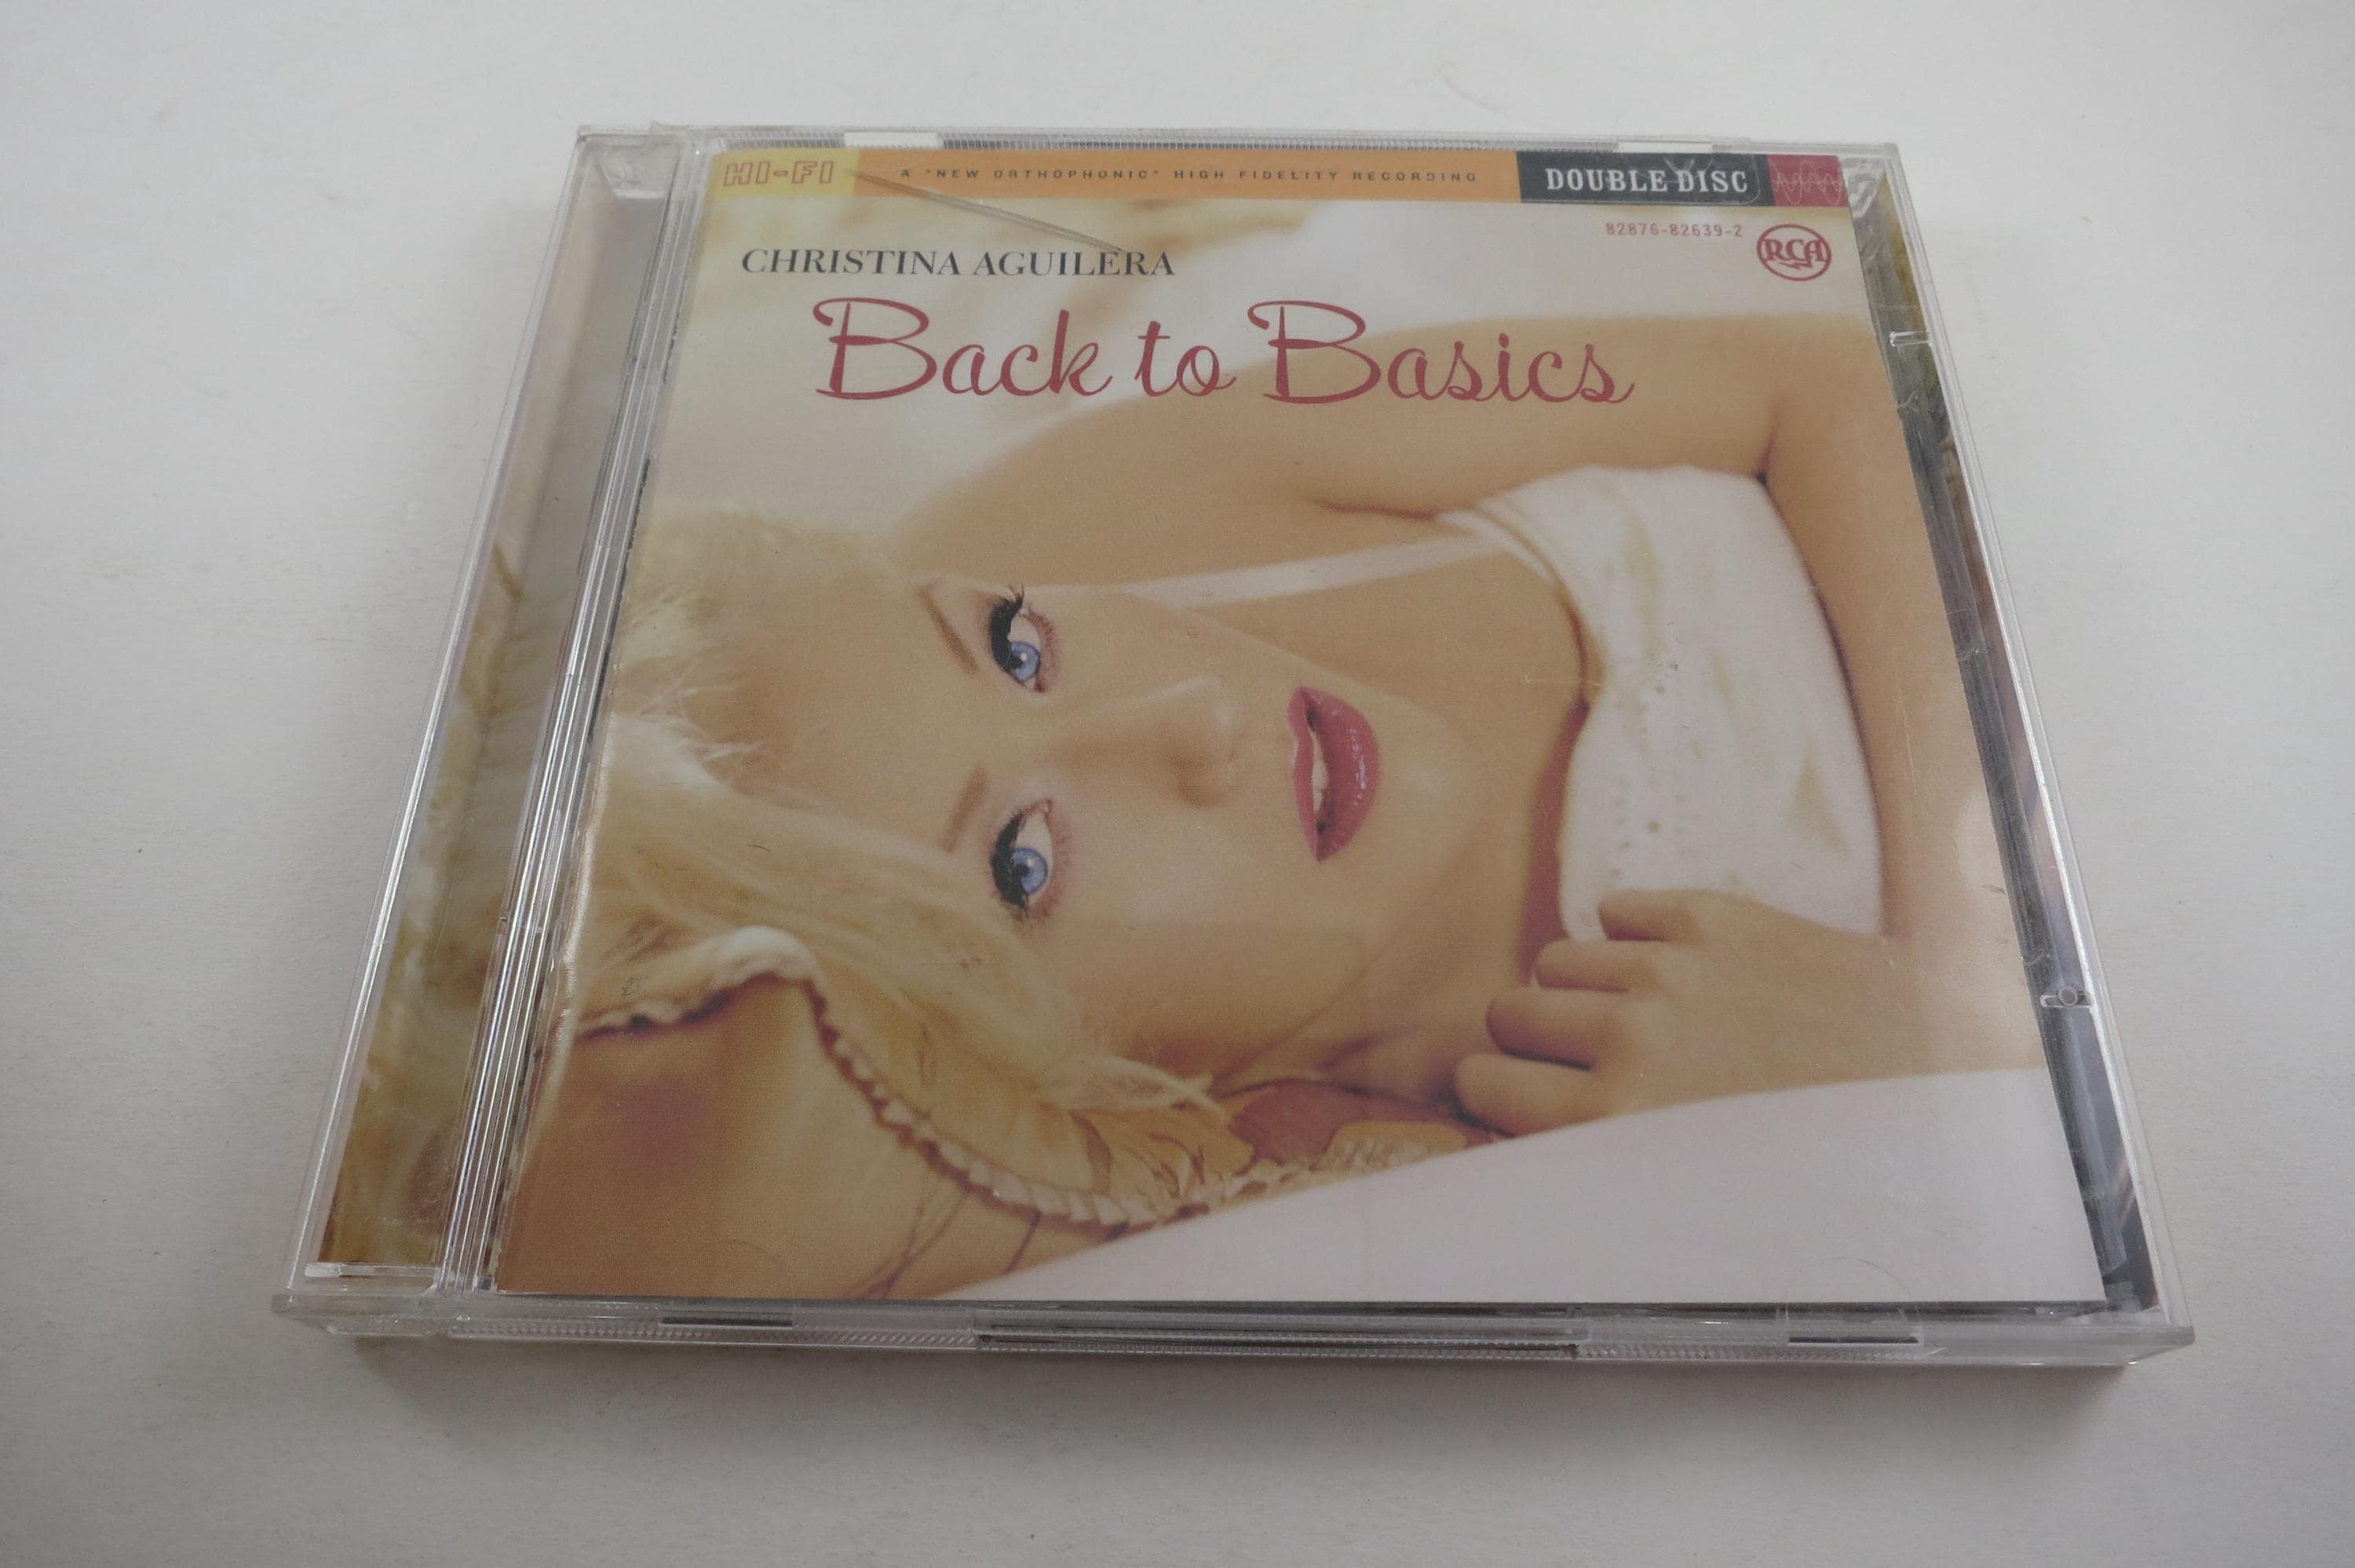 HI-FI
A "NEW ORTHOPHONIC" HIGH FIDELITY RECORDING
DOUBLE DISC
82876-82639-2
RCA
CHRISTINA AGUILERA
Back to Basics